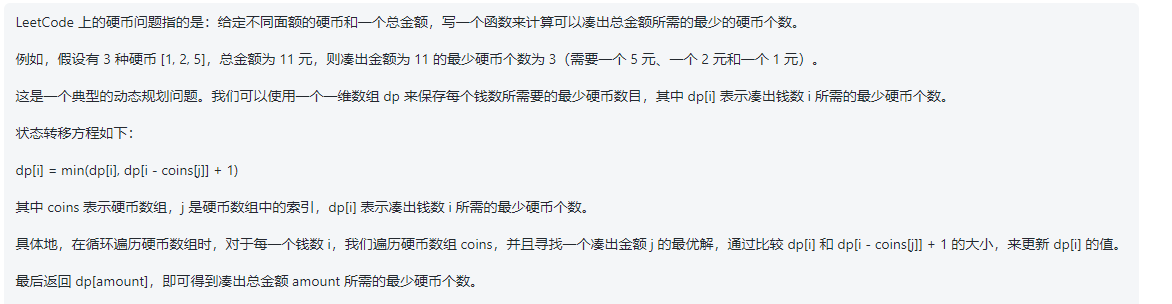 LeetCode 上的硬币问题指的是：给定不同面额的硬币和一个总金额，写一个函数来计算可以凑出总金额所需的最少的硬币个数。
例如，假设有 3 种硬币 [1, 2, 5]，总金额为 11 元，则凑出金额为 11 的最少硬币个数为 3（需要一个 5 元、一个 2 元和一个 1 元）。
这是一个典型的动态规划问题。我们可以使用一个一维数组 dp 来保存每个钱数所需要的最少硬币数目，其中 dp[i] 表示凑出钱数 i 所需的最少硬币个数。
状态转移方程如下：
dp[i] = min(dp[i], dp[i - coins[j]] + 1)
其中 coins 表示硬币数组，j 是硬币数组中的索引，dp[i] 表示凑出钱数 i 所需的最少硬币个数。
具体地，在循环遍历硬币数组时，对于每一个钱数 i，我们遍历硬币数组 coins，并且寻找一个凑出金额 j 的最优解，通过比较 dp[i] 和 dp[i - coins[j]] + 1 的大小，来更新 dp[i] 的值。
最后返回 dp[amount]，即可得到凑出总金额 amount 所需的最少硬币个数。